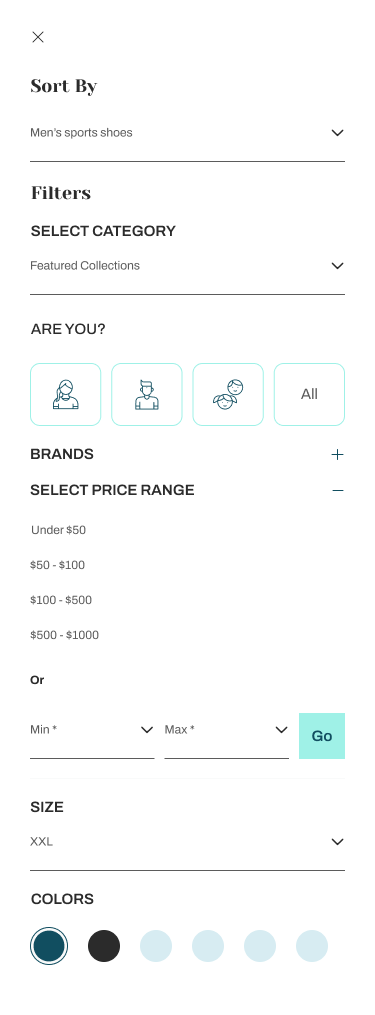 Sort By
Men's sports shoes
Filters
SELECT CATEGORY
Featured Collections
ARE YOU?
All
BRANDS
SELECT PRICE RANGE
Under $50
$50 - $100
$100 - $500
$500 - $1000
Or
Min * Max * Go
SIZE
XXL
COLORS